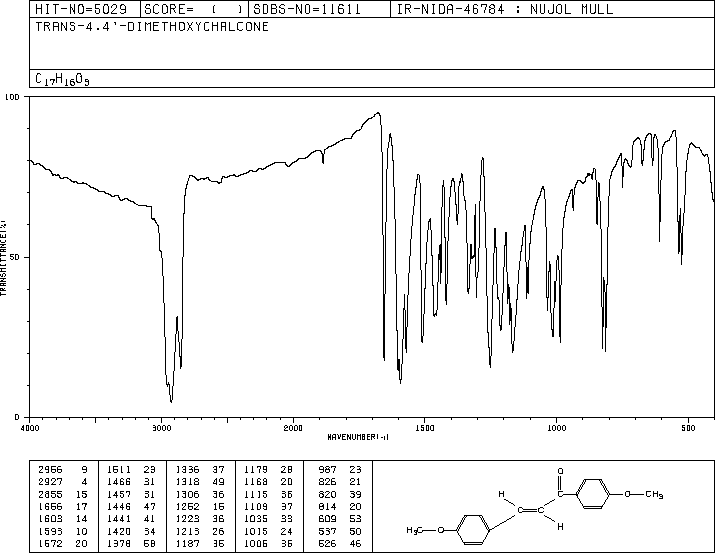 HIT-NO=5029 SCORE= ( ) SDBS-NO=11611 IR-NIDA-46784 : NUJOL MULL
TRANS-4,4'-DIMETHOXYCHALCONE
C17H16O3
100
50
0
TRANSMITTANCE(%)
4000 3000 2000 1500 1000 500
WAVENUMBER(-1)
2956 9 1511 23 1336 37 1179 28 987 23
2927 4 1466 31 1318 49 1168 20 826 21
2855 15 1457 31 1306 36 1115 36 820 39
1656 17 1446 47 1252 15 1109 37 814 20
1603 14 1441 41 1223 36 1035 33 609 53
1593 10 1420 34 1213 26 1015 24 537 50
1572 20 1378 58 1187 35 1006 35 526 46
O
H
O—CH3
H3C—O
H